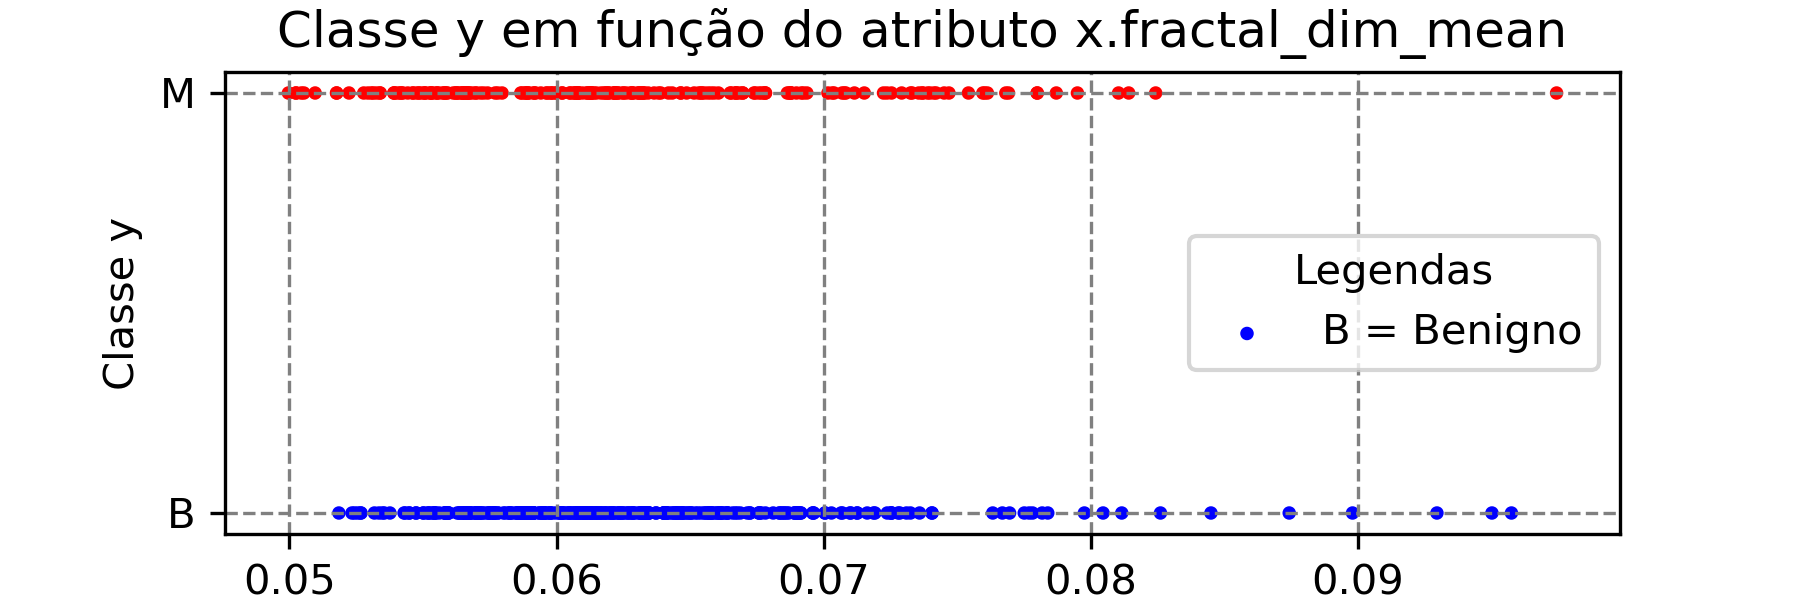 Classe y em função do atributo x.fractal_dim_mean
M
Classe y
Legendas
B = Benigno
B
0.05 0.06 0.07 0.08 0.09